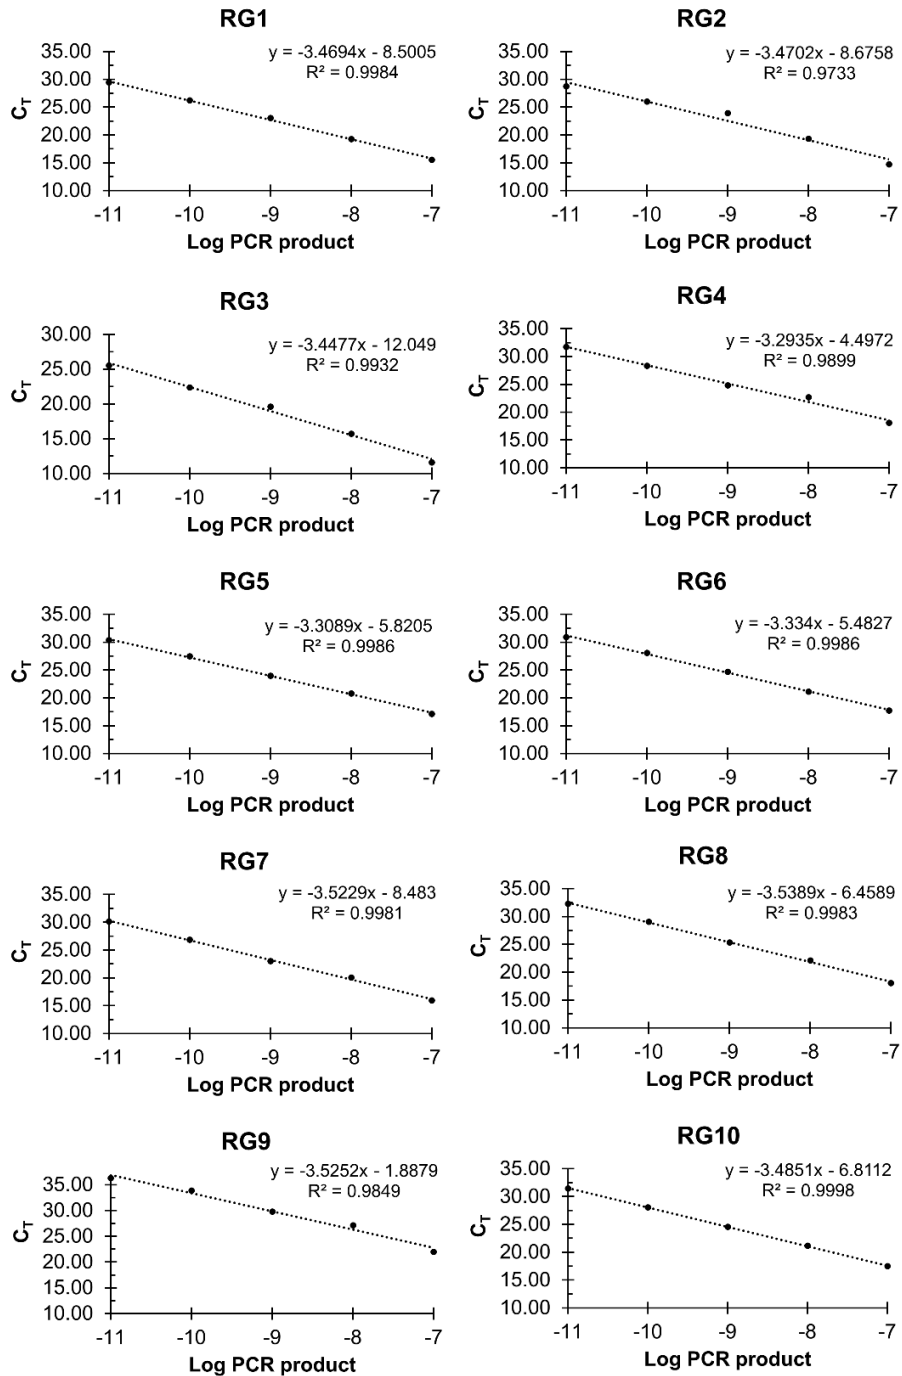 RG1
y = -3.4694x - 8.5005
R² = 0.9984
35.00
30.00
25.00
20.00
15.00
10.00
C_T
-11 -10 -9 -8 -7
Log PCR product
RG2
y = -3.4702x - 8.6758
R² = 0.9733
35.00
30.00
25.00
20.00
15.00
10.00
C_T
-11 -10 -9 -8 -7
Log PCR product
RG3
y = -3.4477x - 12.049
R² = 0.9932
30.00
25.00
20.00
15.00
10.00
C_T
-11 -10 -9 -8 -7
Log PCR product
RG4
y = -3.2935x - 4.4972
R² = 0.9899
35.00
30.00
25.00
20.00
15.00
10.00
C_T
-11 -10 -9 -8 -7
Log PCR product
RG5
y = -3.3089x - 5.8205
R² = 0.9986
35.00
30.00
25.00
20.00
15.00
10.00
C_T
-11 -10 -9 -8 -7
Log PCR product
RG6
y = -3.334x - 5.4827
R² = 0.9986
35.00
30.00
25.00
20.00
15.00
10.00
C_T
-11 -10 -9 -8 -7
Log PCR product
RG7
y = -3.5229x - 8.483
R² = 0.9981
35.00
30.00
25.00
20.00
15.00
10.00
C_T
-11 -10 -9 -8 -7
Log PCR product
RG8
y = -3.5389x - 6.4589
R² = 0.9983
35.00
30.00
25.00
20.00
15.00
10.00
C_T
-11 -10 -9 -8 -7
Log PCR product
RG9
y = -3.5252x - 1.8879
R² = 0.9849
35.00
30.00
25.00
20.00
15.00
10.00
C_T
-11 -10 -9 -8 -7
Log PCR product
RG10
y = -3.4851x - 6.8112
R² = 0.9998
35.00
30.00
25.00
20.00
15.00
10.00
C_T
-11 -10 -9 -8 -7
Log PCR product